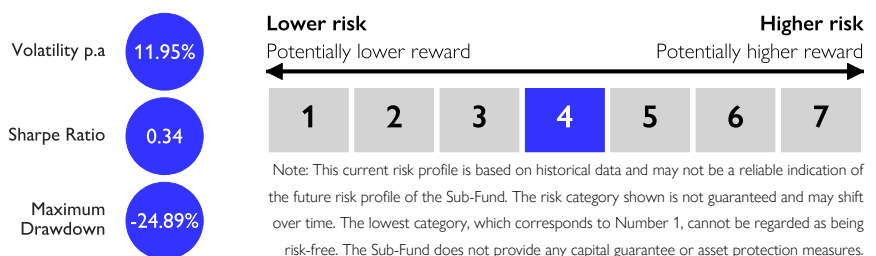 Volatility p.a
11.95%
Sharpe Ratio
0.34
Maximum
Drawdown
-24.89%
Lower risk
Higher risk
Potentially lower reward
Potentially higher reward
1 2 3 4 5 6 7
Note: This current risk profile is based on historical data and may not be a reliable indication of
the future risk profile of the Sub-Fund. The risk category shown is not guaranteed and may shift
over time. The lowest category, which corresponds to Number 1, cannot be regarded as being
risk-free. The Sub-Fund does not provide any capital guarantee or asset protection measures.